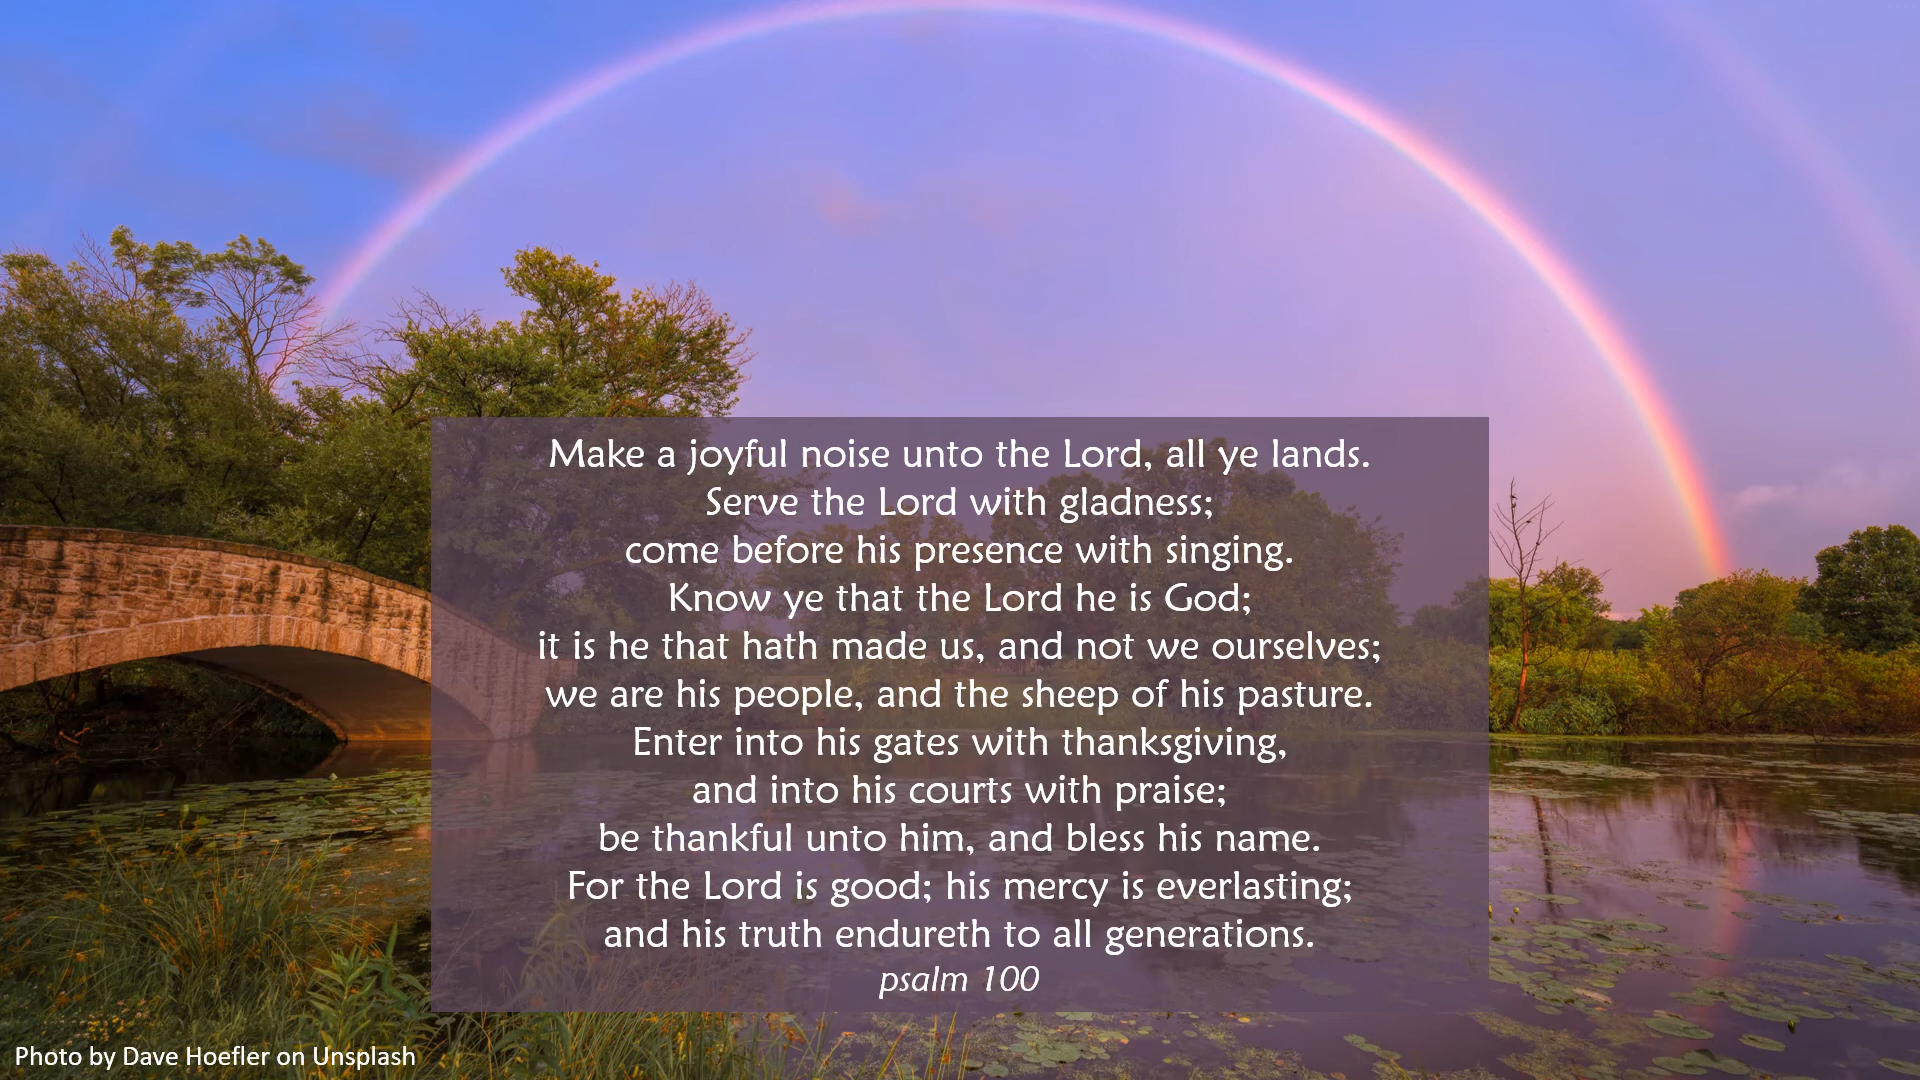 Make a joyful noise unto the Lord, all ye lands.
Serve the Lord with gladness;
come before his presence with singing.
Know ye that the Lord he is God;
it is he that hath made us, and not we ourselves;
we are his people, and the sheep of his pasture.
Enter into his gates with thanksgiving,
and into his courts with praise;
be thankful unto him, and bless his name.
For the Lord is good; his mercy is everlasting;
and his truth endureth to all generations.
psalm 100
Photo by Dave Hoefler on Unsplash